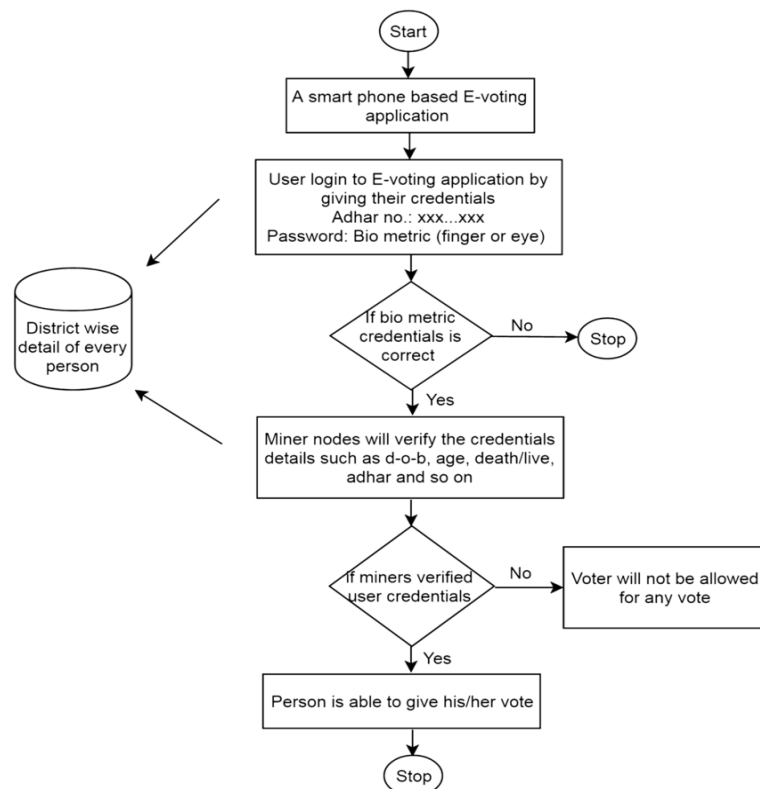 Start
A smart phone based E-voting
application
User login to E-voting application by
giving their credentials
Adhar no.: xxx...xxx
Password: Bio metric (finger or eye)
District wise
detail of every
person
If bio metric
credentials is
correct
No
Stop
Yes
Miner nodes will verify the credentials
details such as d-o-b, age, death/live,
adhar and so on
If miners verified
user credentials
No
Voter will not be allowed
for any vote
Yes
Person is able to give his/her vote
Stop